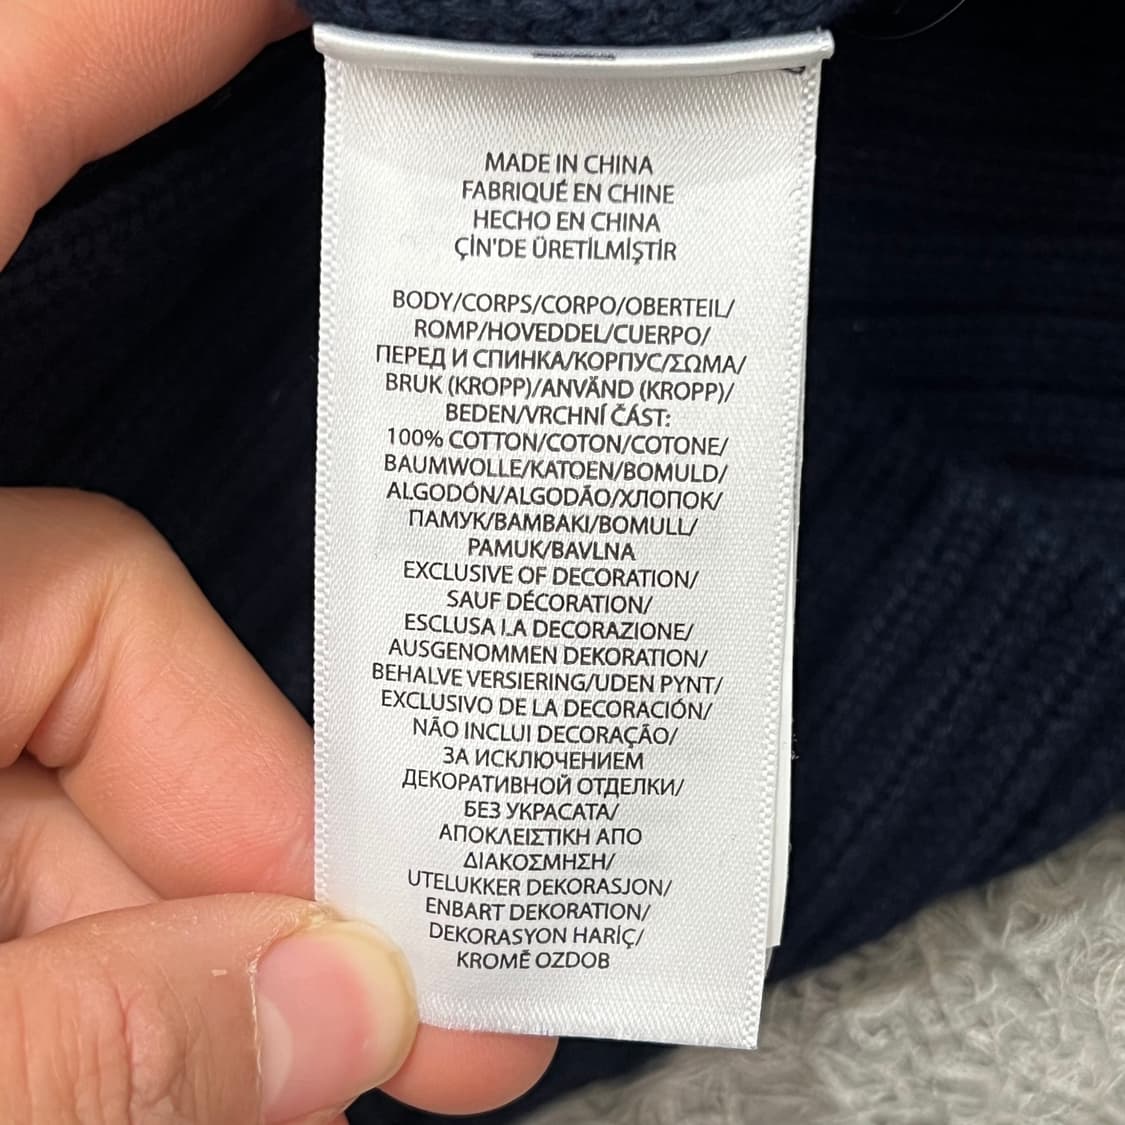 MADE IN CHINA
FABRIQUÉ EN CHINE
HECHO EN CHINA
ÇİN'DE ÜRETİLMİŞTİR
BODY/CORPS/CORPO/OBERTEIL/
ROMP/HOVEDDEL/CUERPO/
ПЕРЕД И СПИНКА/КОРПУС/ΣΩΜΑ/
BRUK (KROPP)/ANVÄND (KROPP)/
BEDEN/VRCHNÍ ČÁST:
100% COTTON/COTON/COTONE/
BAUMWOLLE/KATOEN/BOMULD/
ALGODÓN/ALGODÃO/ХЛОПОК/
ПАМУК/ΒΑΜΒΑΚΙ/BOMULL/
PAMUK/BAVLNA
EXCLUSIVE OF DECORATION/
SAUF DÉCORATION/
ESCLUSA LA DECORAZIONE/
AUSGENOMMEN DEKORATION/
BEHALVE VERSIERING/UDEN PYNT/
EXCLUSIVO DE LA DECORACIÓN/
NÃO INCLUI DECORAÇÃO/
ЗА ИСКЛЮЧЕНИЕМ
ДЕКОРАТИВНОЙ ОТДЕЛКИ/
БЕЗ УКРАСАТА/
ΑΠΟΚΛΕΙΣΤΙΚΗ ΑΠΟ
ΔΙΑΚΟΣΜΗΣΗ/
UTELUKKER DEKORASJON/
ENBART DEKORATION/
DEKORASYON HARİÇ/
KROMĚ OZDOB